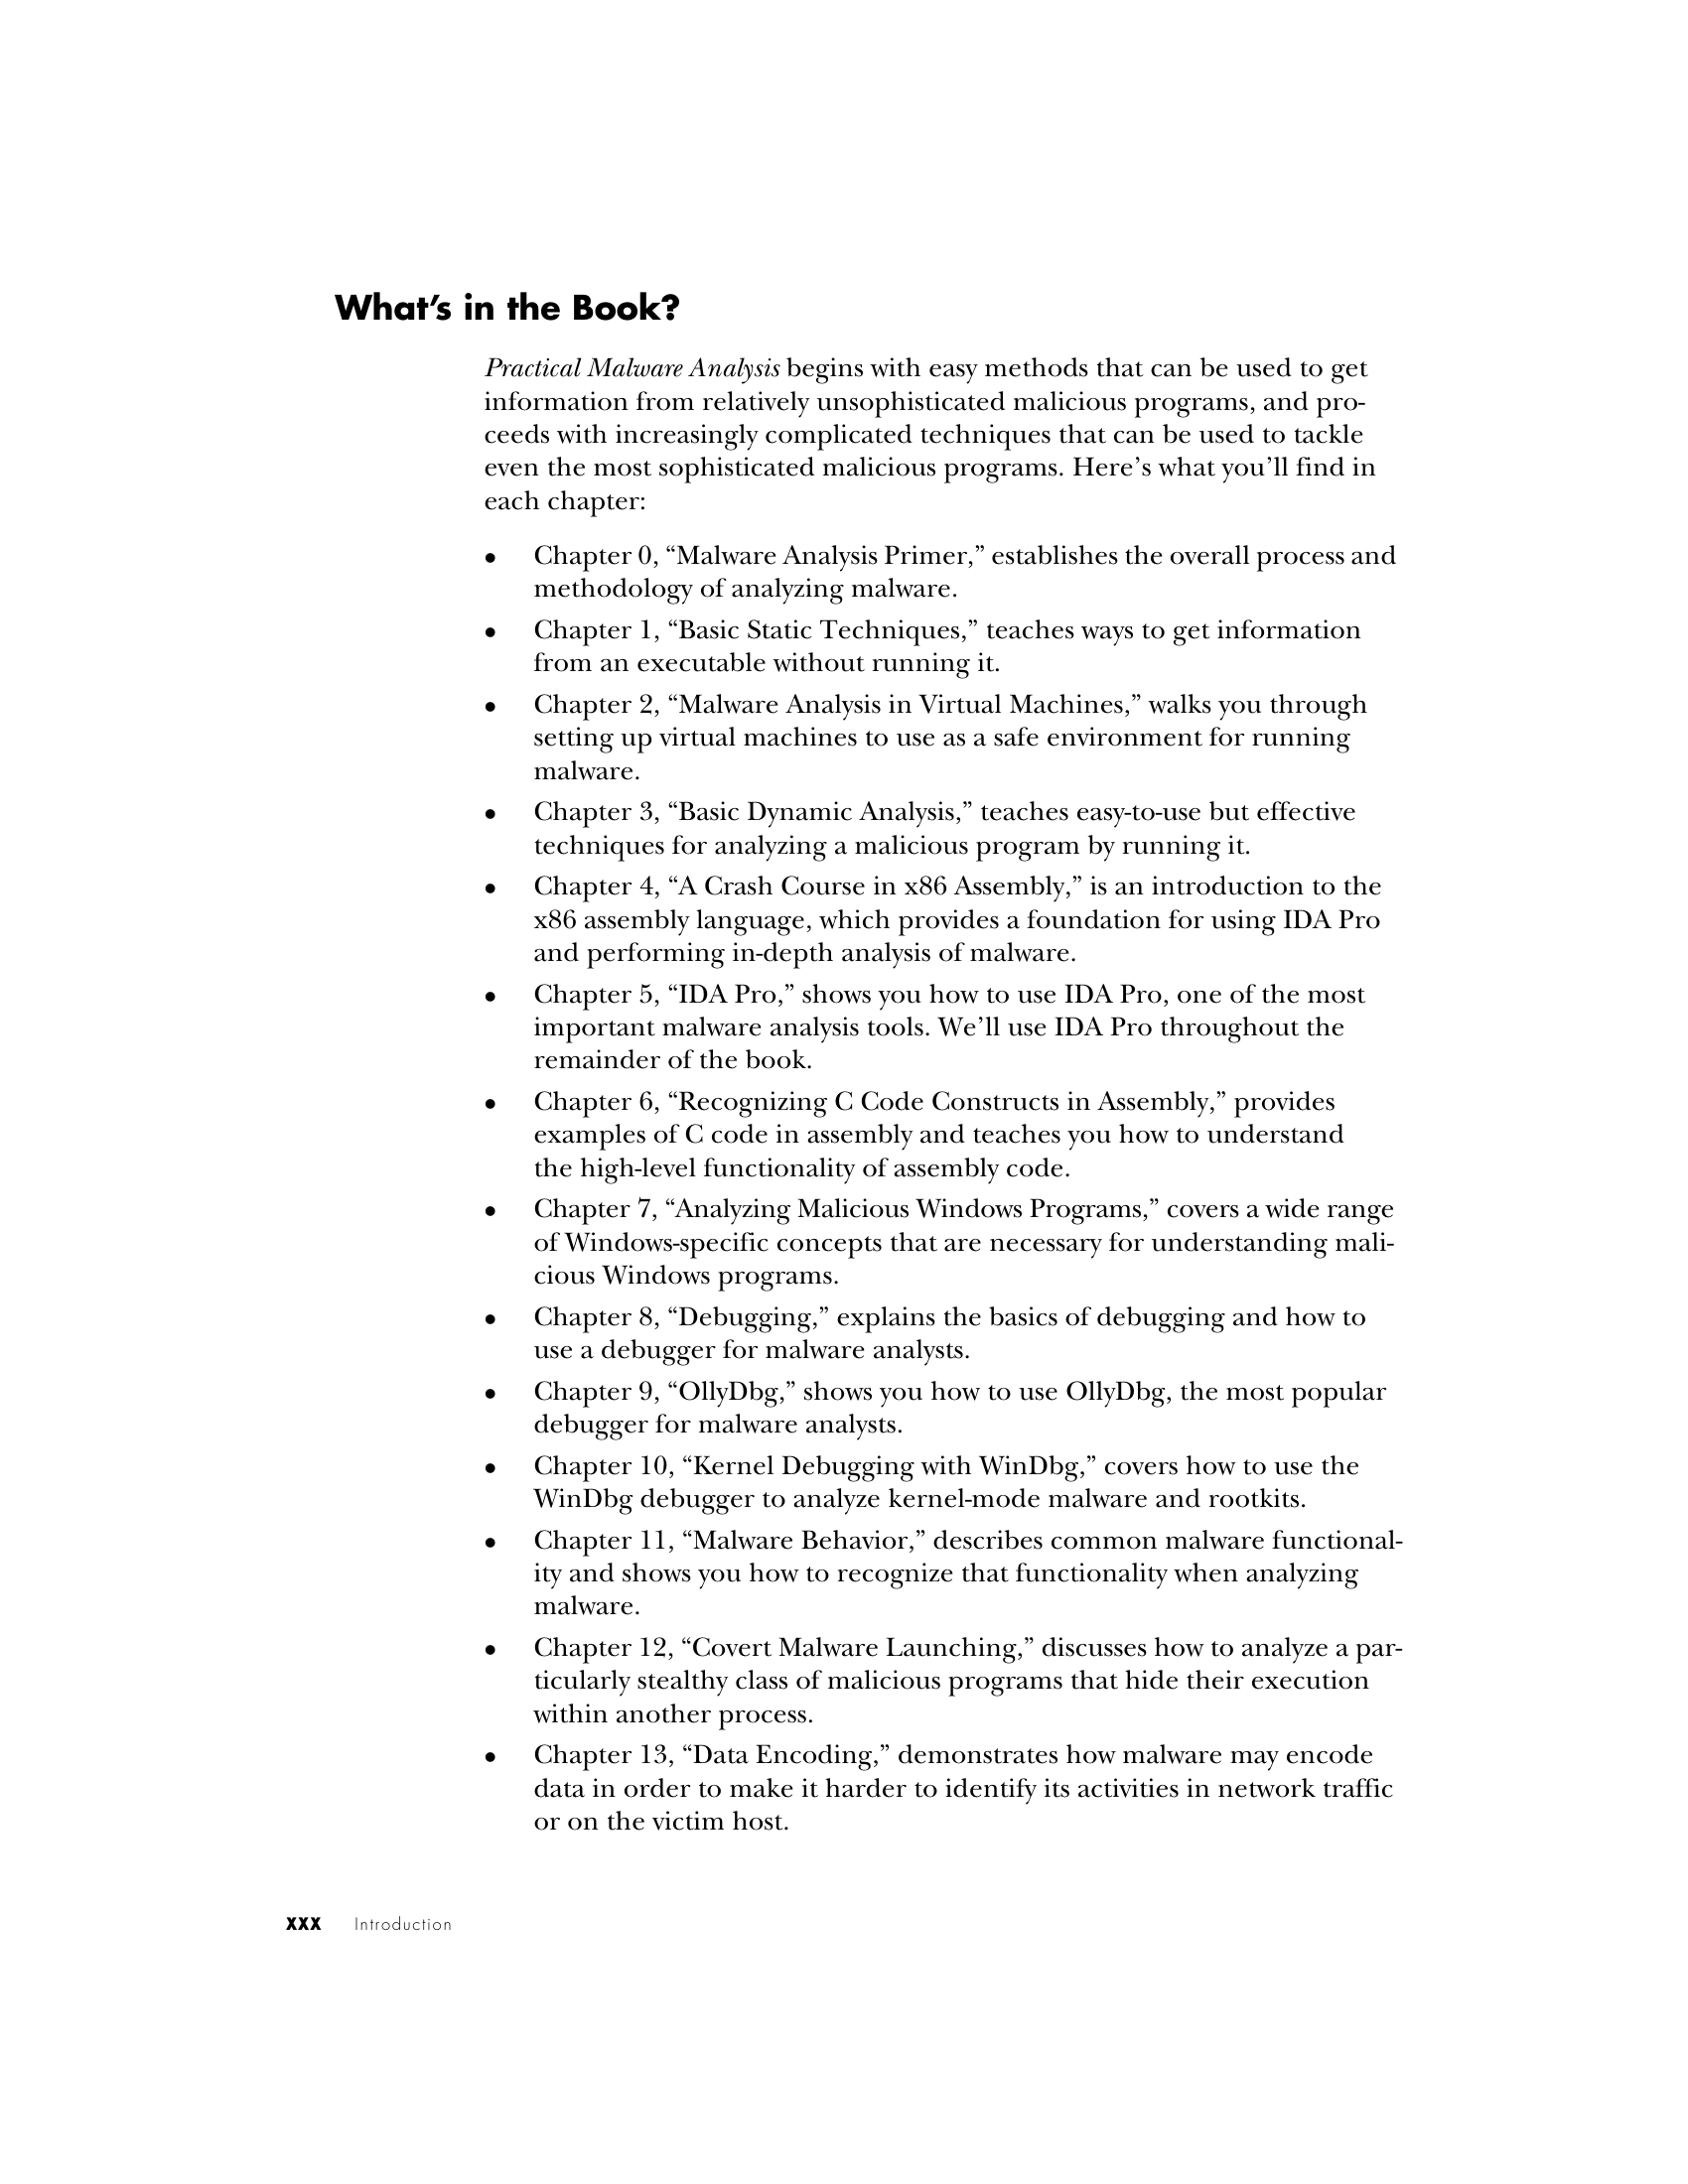 What’s in the Book?
Practical Malware Analysis begins with easy methods that can be used to get
information from relatively unsophisticated malicious programs, and pro-
ceeds with increasingly complicated techniques that can be used to tackle
even the most sophisticated malicious programs. Here’s what you’ll find in
each chapter:
● Chapter 0, “Malware Analysis Primer,” establishes the overall process and
methodology of analyzing malware.
● Chapter 1, “Basic Static Techniques,” teaches ways to get information
from an executable without running it.
● Chapter 2, “Malware Analysis in Virtual Machines,” walks you through
setting up virtual machines to use as a safe environment for running
malware.
● Chapter 3, “Basic Dynamic Analysis,” teaches easy-to-use but effective
techniques for analyzing a malicious program by running it.
● Chapter 4, “A Crash Course in x86 Assembly,” is an introduction to the
x86 assembly language, which provides a foundation for using IDA Pro
and performing in-depth analysis of malware.
● Chapter 5, “IDA Pro,” shows you how to use IDA Pro, one of the most
important malware analysis tools. We’ll use IDA Pro throughout the
remainder of the book.
● Chapter 6, “Recognizing C Code Constructs in Assembly,” provides
examples of C code in assembly and teaches you how to understand
the high-level functionality of assembly code.
● Chapter 7, “Analyzing Malicious Windows Programs,” covers a wide range
of Windows-specific concepts that are necessary for understanding mali-
cious Windows programs.
● Chapter 8, “Debugging,” explains the basics of debugging and how to
use a debugger for malware analysts.
● Chapter 9, “OllyDbg,” shows you how to use OllyDbg, the most popular
debugger for malware analysts.
● Chapter 10, “Kernel Debugging with WinDbg,” covers how to use the
WinDbg debugger to analyze kernel-mode malware and rootkits.
● Chapter 11, “Malware Behavior,” describes common malware functional-
ity and shows you how to recognize that functionality when analyzing
malware.
● Chapter 12, “Covert Malware Launching,” discusses how to analyze a par-
ticularly stealthy class of malicious programs that hide their execution
within another process.
● Chapter 13, “Data Encoding,” demonstrates how malware may encode
data in order to make it harder to identify its activities in network traffic
or on the victim host.
xxx Introduction